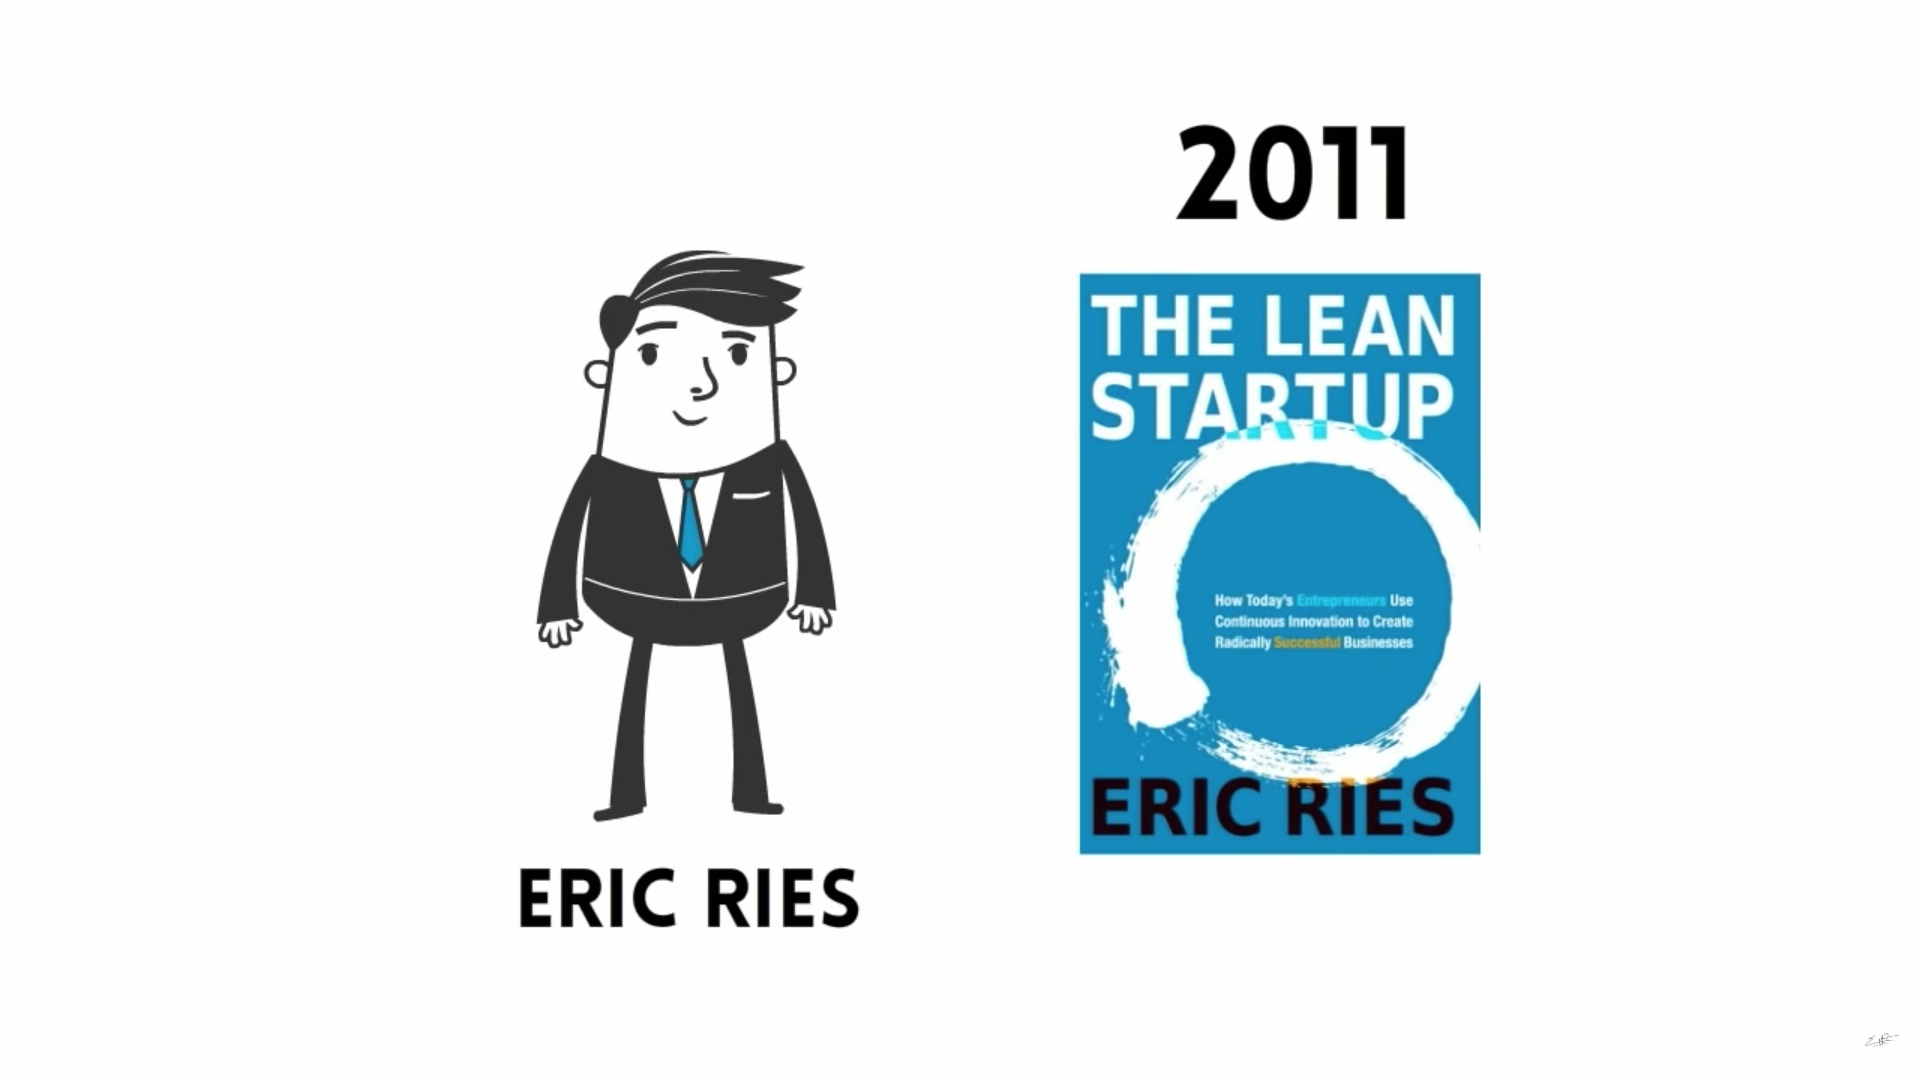 2011
THE LEAN
STARTUP
How Today's Entrepreneurs Use
Continuous Innovation to Create
Radically Successful Businesses
ERIC RIES
ERIC RIES